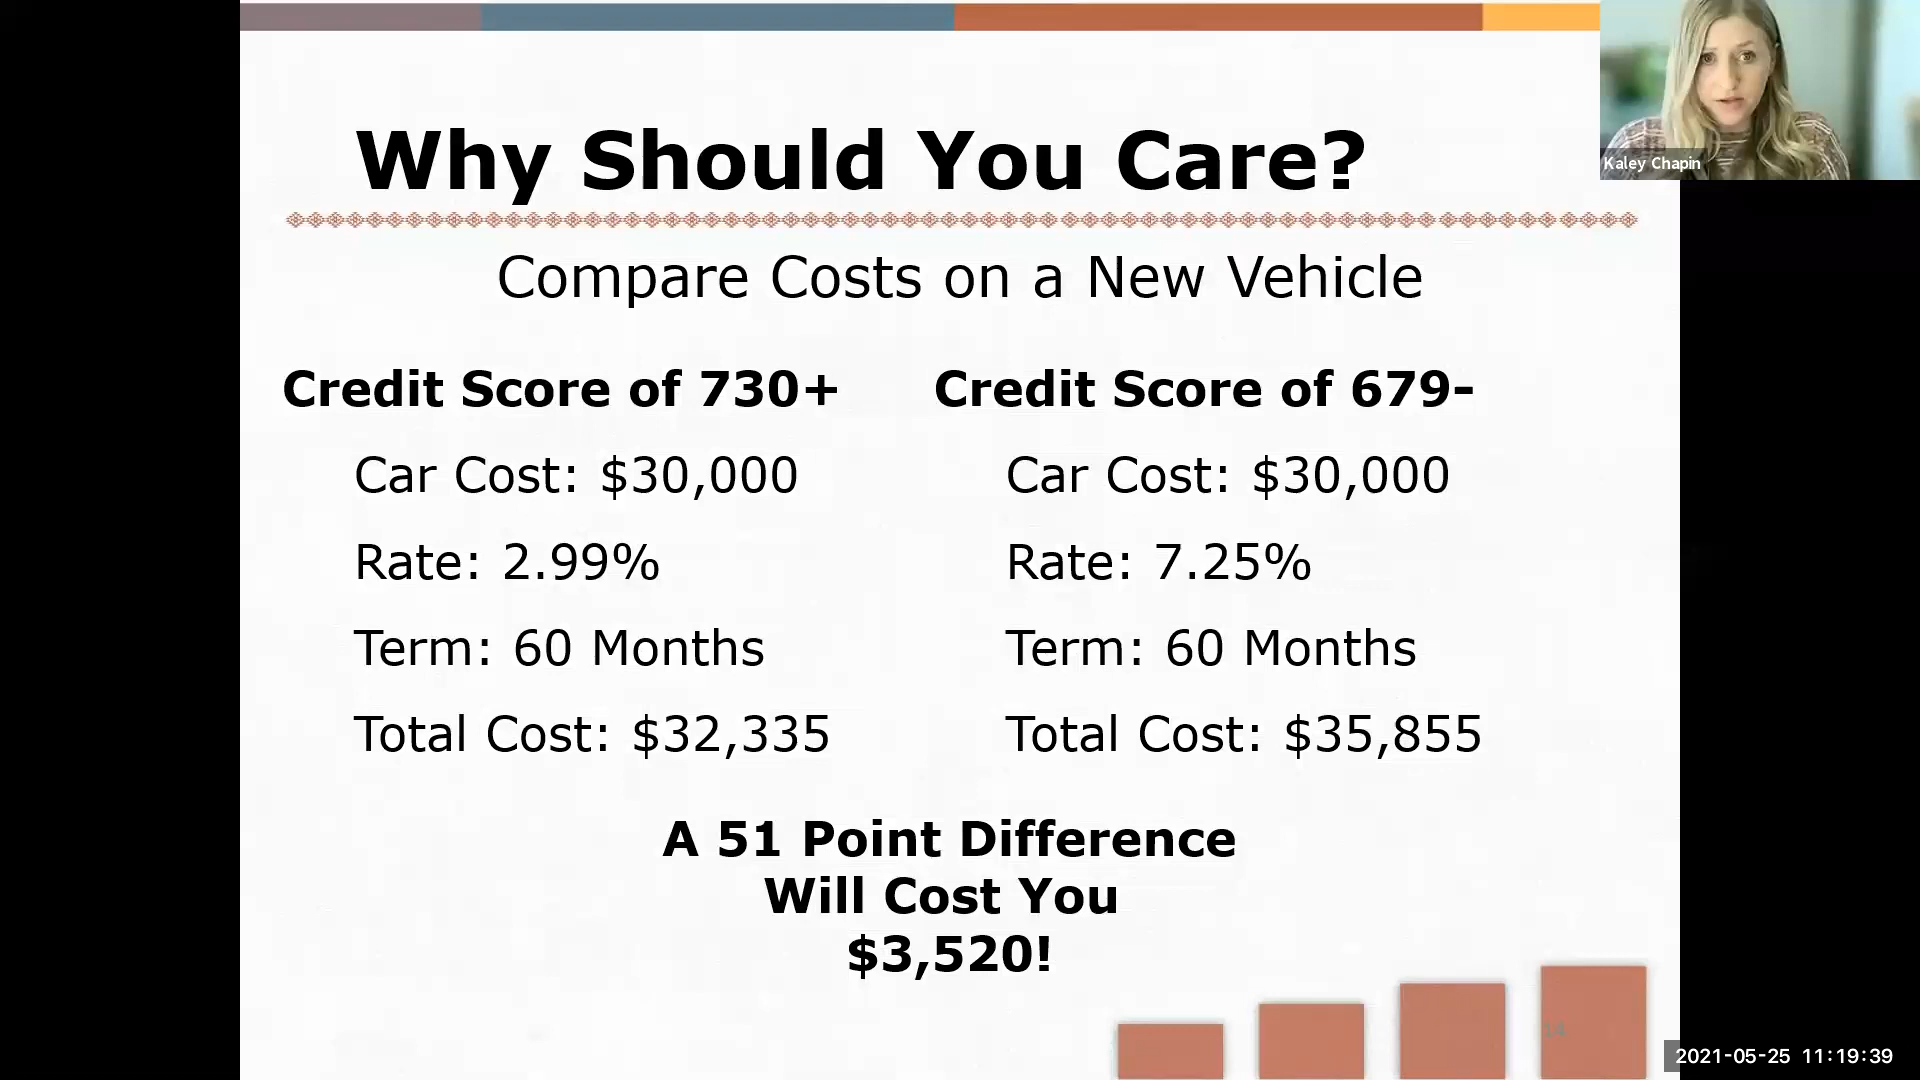 Why Should You Care?
Kaley Chapin
Compare Costs on a New Vehicle
Credit Score of 730+
Car Cost: $30,000
Rate: 2.99%
Term: 60 Months
Total Cost: $32,335
Credit Score of 679-
Car Cost: $30,000
Rate: 7.25%
Term: 60 Months
Total Cost: $35,855
A 51 Point Difference
Will Cost You
$3,520!
14
2021-05-25 11:19:39